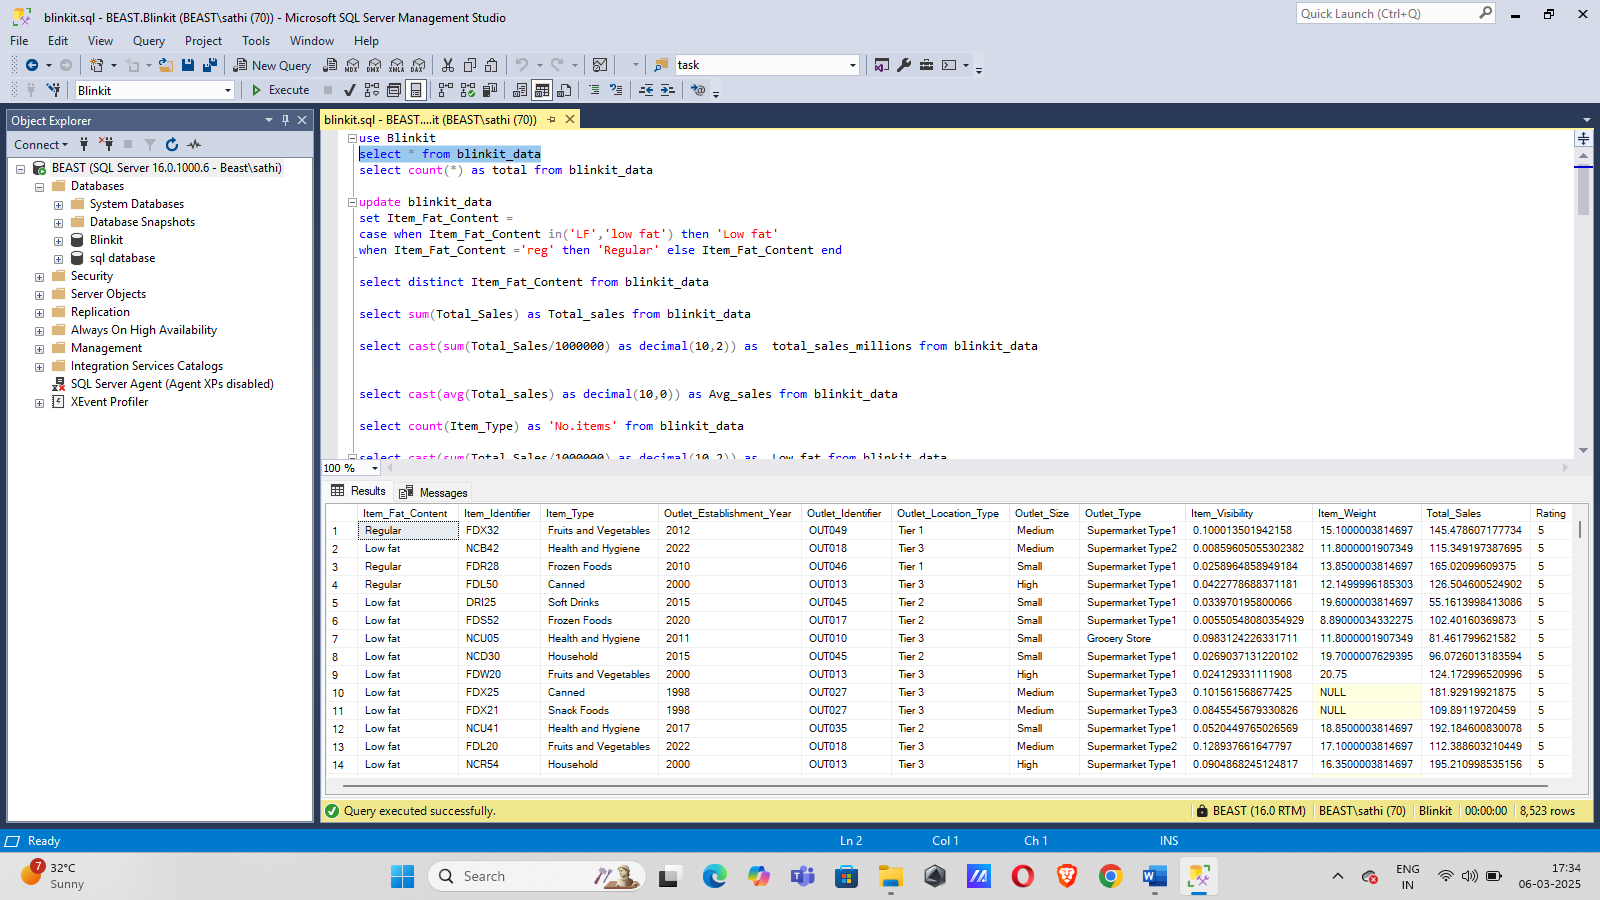 blinkit.sql - BEAST.Blinkit (BEAST\sathi (70)) - Microsoft SQL Server Management Studio
Quick Launch (Ctrl+Q)
File Edit View Query Project Tools Window Help
New Query MDX DMX XMLA DAX task
Blinkit Execute
Object Explorer
Connect
BEAST (SQL Server 16.0.1000.6 - Beast\sathi)
Databases
System Databases
Database Snapshots
Blinkit
sql database
Security
Server Objects
Replication
Always On High Availability
Management
Integration Services Catalogs
SQL Server Agent (Agent XPs disabled)
XEvent Profiler
blinkit.sql - BEAST....it (BEAST\sathi (70))
use Blinkit
select * from blinkit_data
select count(*) as total from blinkit_data
update blinkit_data
set Item_Fat_Content =
case when Item_Fat_Content in('LF','low fat') then 'Low fat'
when Item_Fat_Content ='reg' then 'Regular' else Item_Fat_Content end
select distinct Item_Fat_Content from blinkit_data
select sum(Total_Sales) as Total_sales from blinkit_data
select cast(sum(Total_Sales/1000000) as decimal(10,2)) as  total_sales_millions from blinkit_data
select cast(avg(Total_sales) as decimal(10,0)) as Avg_sales from blinkit_data
select count(Item_Type) as 'No.items' from blinkit_data
select cast(sum(Total_Sales/1000000) as decimal(10,2)) as  Low_fat from blinkit_data
100 %
Results Messages
Item_Fat_Content Item_Identifier Item_Type Outlet_Establishment_Year Outlet_Identifier Outlet_Location_Type Outlet_Size Outlet_Type Item_Visibility Item_Weight Total_Sales Rating
1 Regular FDX32 Fruits and Vegetables 2012 OUT049 Tier 1 Medium Supermarket Type1 0.100013501942158 15.1000003814697 145.478607177734 5
2 Low fat NCB42 Health and Hygiene 2022 OUT018 Tier 3 Medium Supermarket Type2 0.00859605055302382 11.8000001907349 115.349197387695 5
3 Regular FDR28 Frozen Foods 2010 OUT046 Tier 1 Small Supermarket Type1 0.0258964858949184 13.8500003814697 165.02099609375 5
4 Regular FDL50 Canned 2000 OUT013 Tier 3 High Supermarket Type1 0.0422778688371181 12.1499996185303 126.504600524902 5
5 Low fat DRI25 Soft Drinks 2015 OUT045 Tier 2 Small Supermarket Type1 0.033970195800066 19.6000003814697 55.1613998413086 5
6 Low fat FDS52 Frozen Foods 2020 OUT017 Tier 2 Small Supermarket Type1 0.00550548080354929 8.89000034332275 102.40160369873 5
7 Low fat NCU05 Health and Hygiene 2011 OUT010 Tier 3 Small Grocery Store 0.0983124226331711 11.8000001907349 81.461799621582 5
8 Low fat NCD30 Household 2015 OUT045 Tier 2 Small Supermarket Type1 0.0269037131220102 19.7000007629395 96.0726013183594 5
9 Low fat FDW20 Fruits and Vegetables 2000 OUT013 Tier 3 High Supermarket Type1 0.024129331111908 20.75 124.172996520996 5
10 Low fat FDX25 Canned 1998 OUT027 Tier 3 Medium Supermarket Type3 0.101561568677425 NULL 181.92919921875 5
11 Low fat FDX21 Snack Foods 1998 OUT027 Tier 3 Medium Supermarket Type3 0.0845545679330826 NULL 109.89119720459 5
12 Low fat NCU41 Health and Hygiene 2017 OUT035 Tier 2 Small Supermarket Type1 0.0520449765026569 18.8500003814697 192.184600830078 5
13 Low fat FDL20 Fruits and Vegetables 2022 OUT018 Tier 3 Medium Supermarket Type2 0.128937661647797 17.1000003814697 112.388603210449 5
14 Low fat NCR54 Household 2000 OUT013 Tier 3 High Supermarket Type1 0.0904868245124817 16.3500003814697 195.210998535156 5
Query executed successfully. BEAST (16.0 RTM) BEAST\sathi (70) Blinkit 00:00:00 8,523 rows
Ready Ln 2 Col 1 Ch 1 INS
7 32°C
Sunny
Search
ENG
IN
17:34
06-03-2025